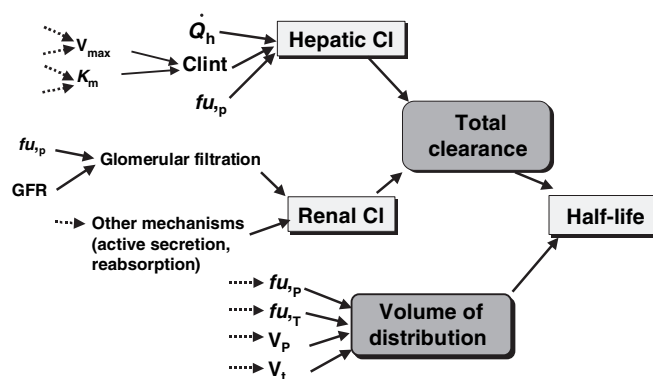 Q̇h
Hepatic Cl
Vmax
Clint
Km
fu,p
Total
clearance
fu,p
Glomerular filtration
GFR
Renal Cl
Half-life
Other mechanisms
(active secretion,
reabsorption)
fu,P
fu,T
VP
Vt
Volume of
distribution